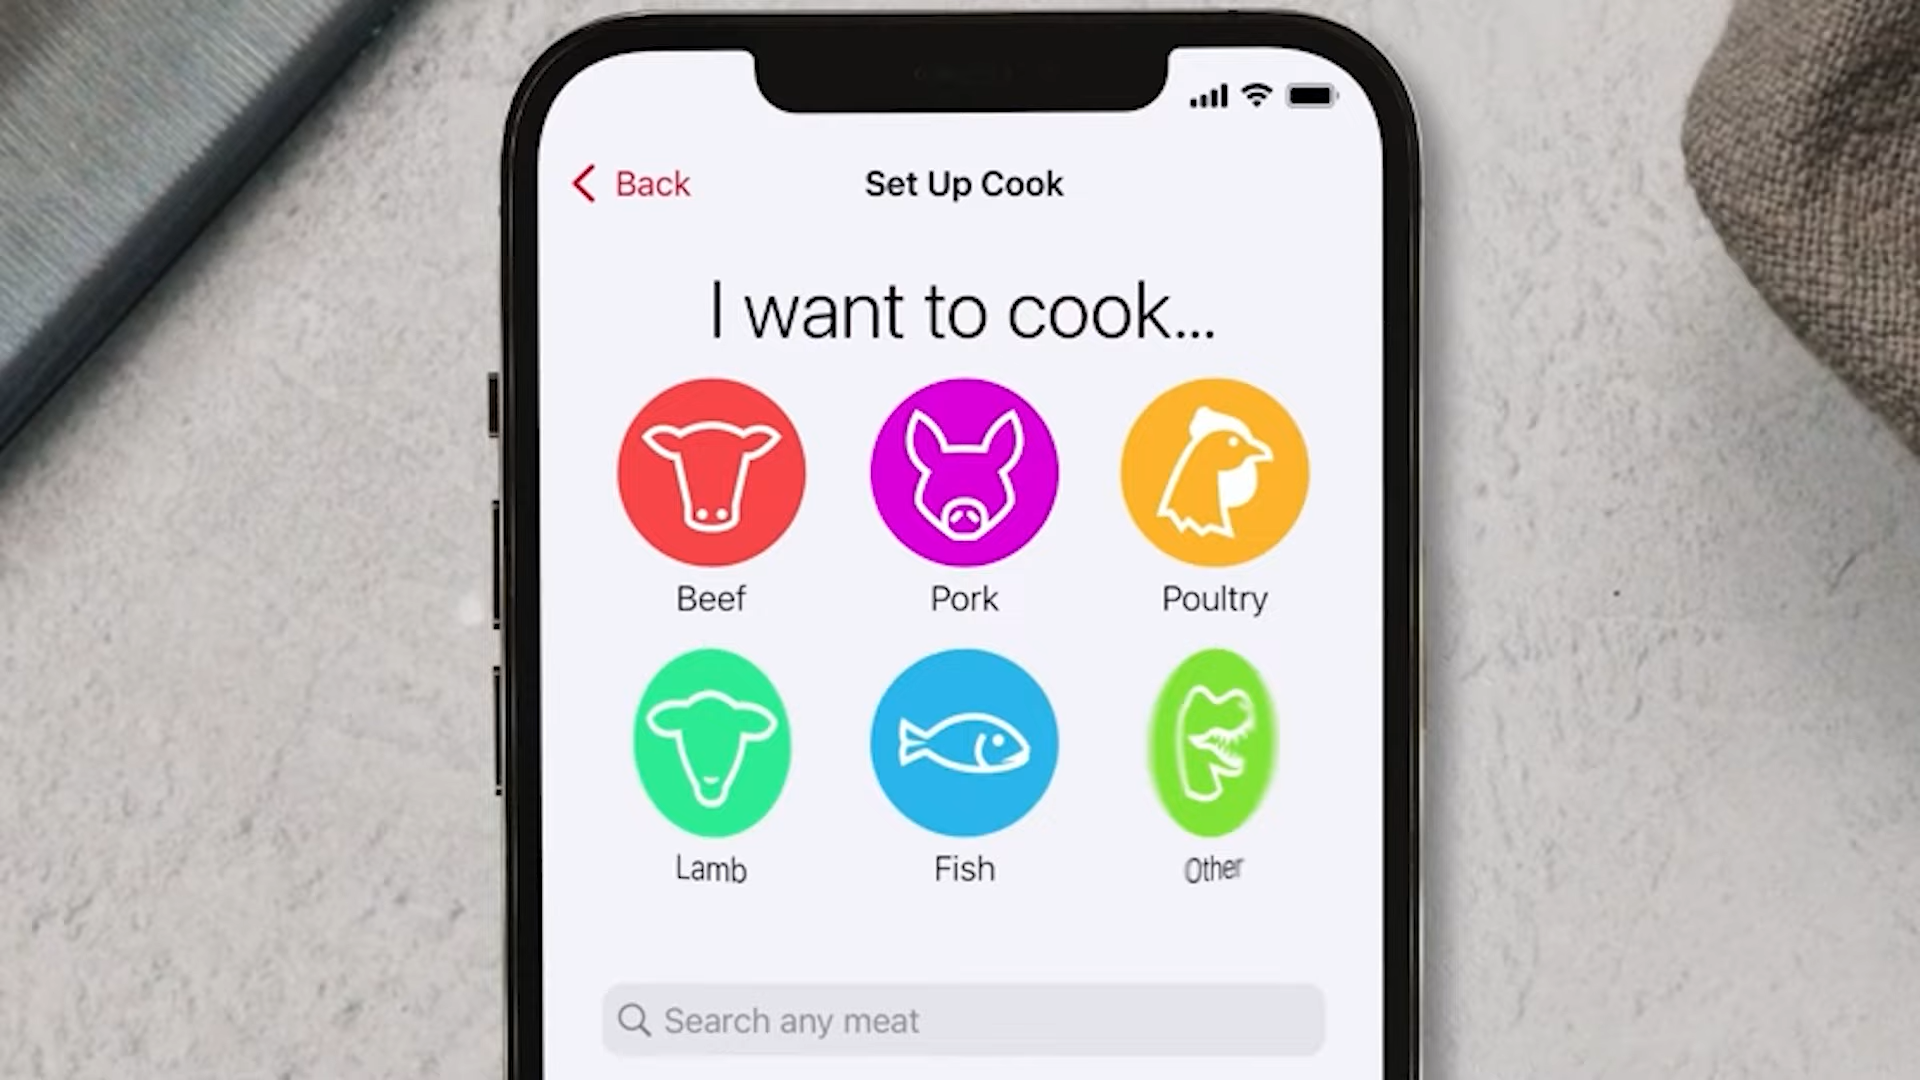 Back
Set Up Cook
I want to cook...
Beef
Pork
Poultry
Lamb
Fish
Other
Search any meat